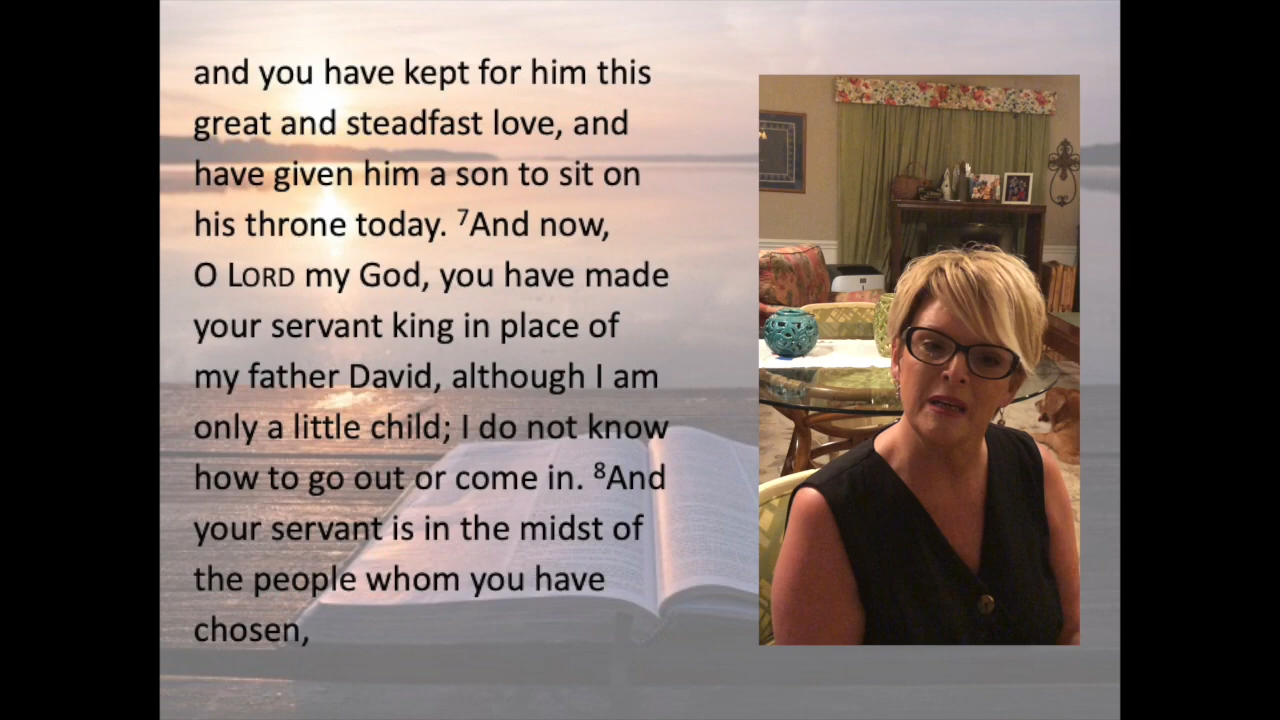 and you have kept for him this
great and steadfast love, and
have given him a son to sit on
his throne today. ⁷And now,
O LORD my God, you have made
your servant king in place of
my father David, although I am
only a little child; I do not know
how to go out or come in. ⁸And
your servant is in the midst of
the people whom you have
chosen,